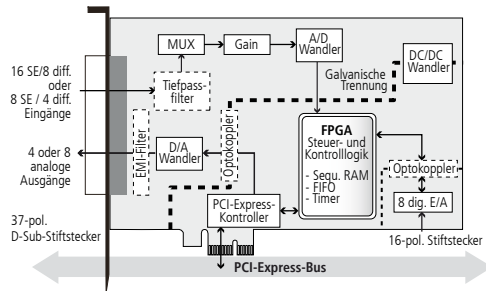 MUX
Gain
A/D
Wandler
DC/DC
Wandler
16 SE/8 diff.
oder
8 SE / 4 diff.
Eingänge
Tiefpass-
filter
Galvanische
Trennung
4 oder 8
analoge
Ausgänge
EMI-Filter
D/A
Wandler
Optokoppler
FPGA
Steuer- und
Kontrolllogik
- Sequ. RAM
- FIFO
- Timer
Optokoppler
8 dig. E/A
PCI-Express-
Kontroller
37-pol.
D-Sub-Stiftstecker
16-pol. Stiftstecker
PCI-Express-Bus